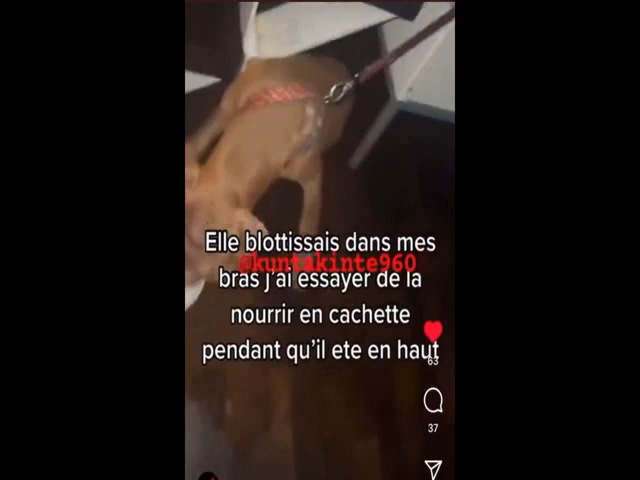 Elle blottissais dans mes
@kuntakinte960
bras j'ai essayer de la
nourrir en cachette
pendant qu'il ete en haut
63
37